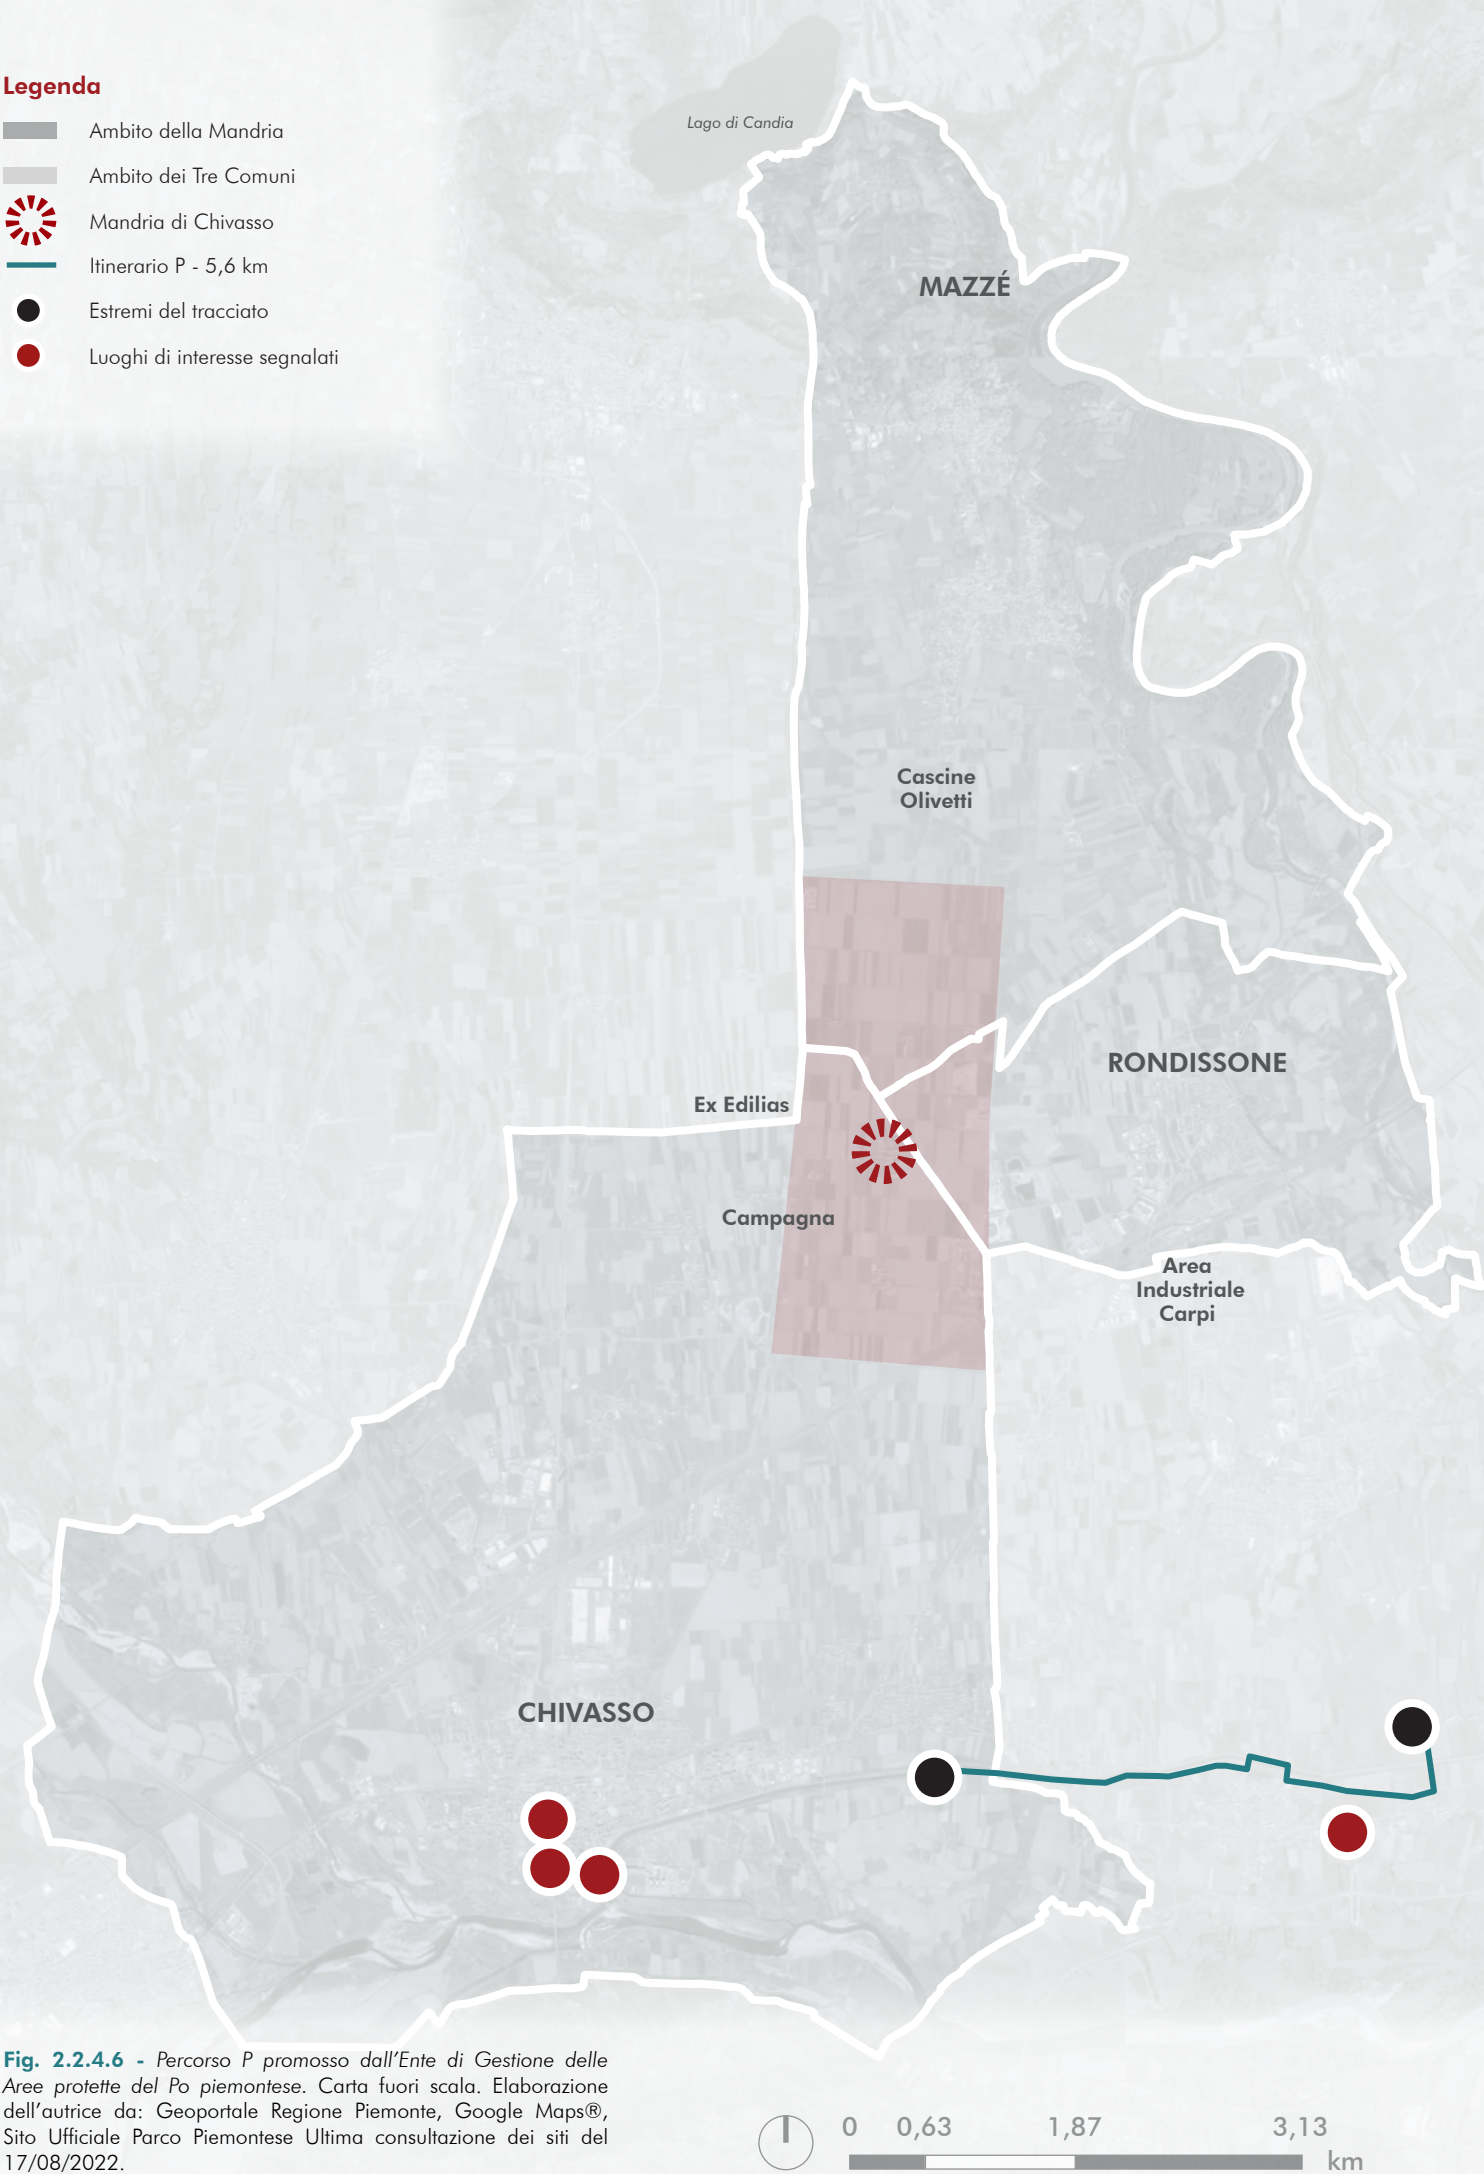 Legenda
Ambito della Mandria
Ambito dei Tre Comuni
Mandria di Chivasso
Itinerario P - 5,6 km
Estremi del tracciato
Luoghi di interesse segnalati
Lago di Candia
MAZZÉ
Cascine
Olivetti
RONDISSONE
Ex Edilias
Campagna
Area
Industriale
Carpi
CHIVASSO
Fig. 2.2.4.6 - Percorso P promosso dall'Ente di Gestione delle
Aree protette del Po piemontese. Carta fuori scala. Elaborazione
dell'autrice da: Geoportale Regione Piemonte, Google Maps®,
Sito Ufficiale Parco Piemontese Ultima consultazione dei siti del
17/08/2022.
0 0,63 1,87 3,13
km